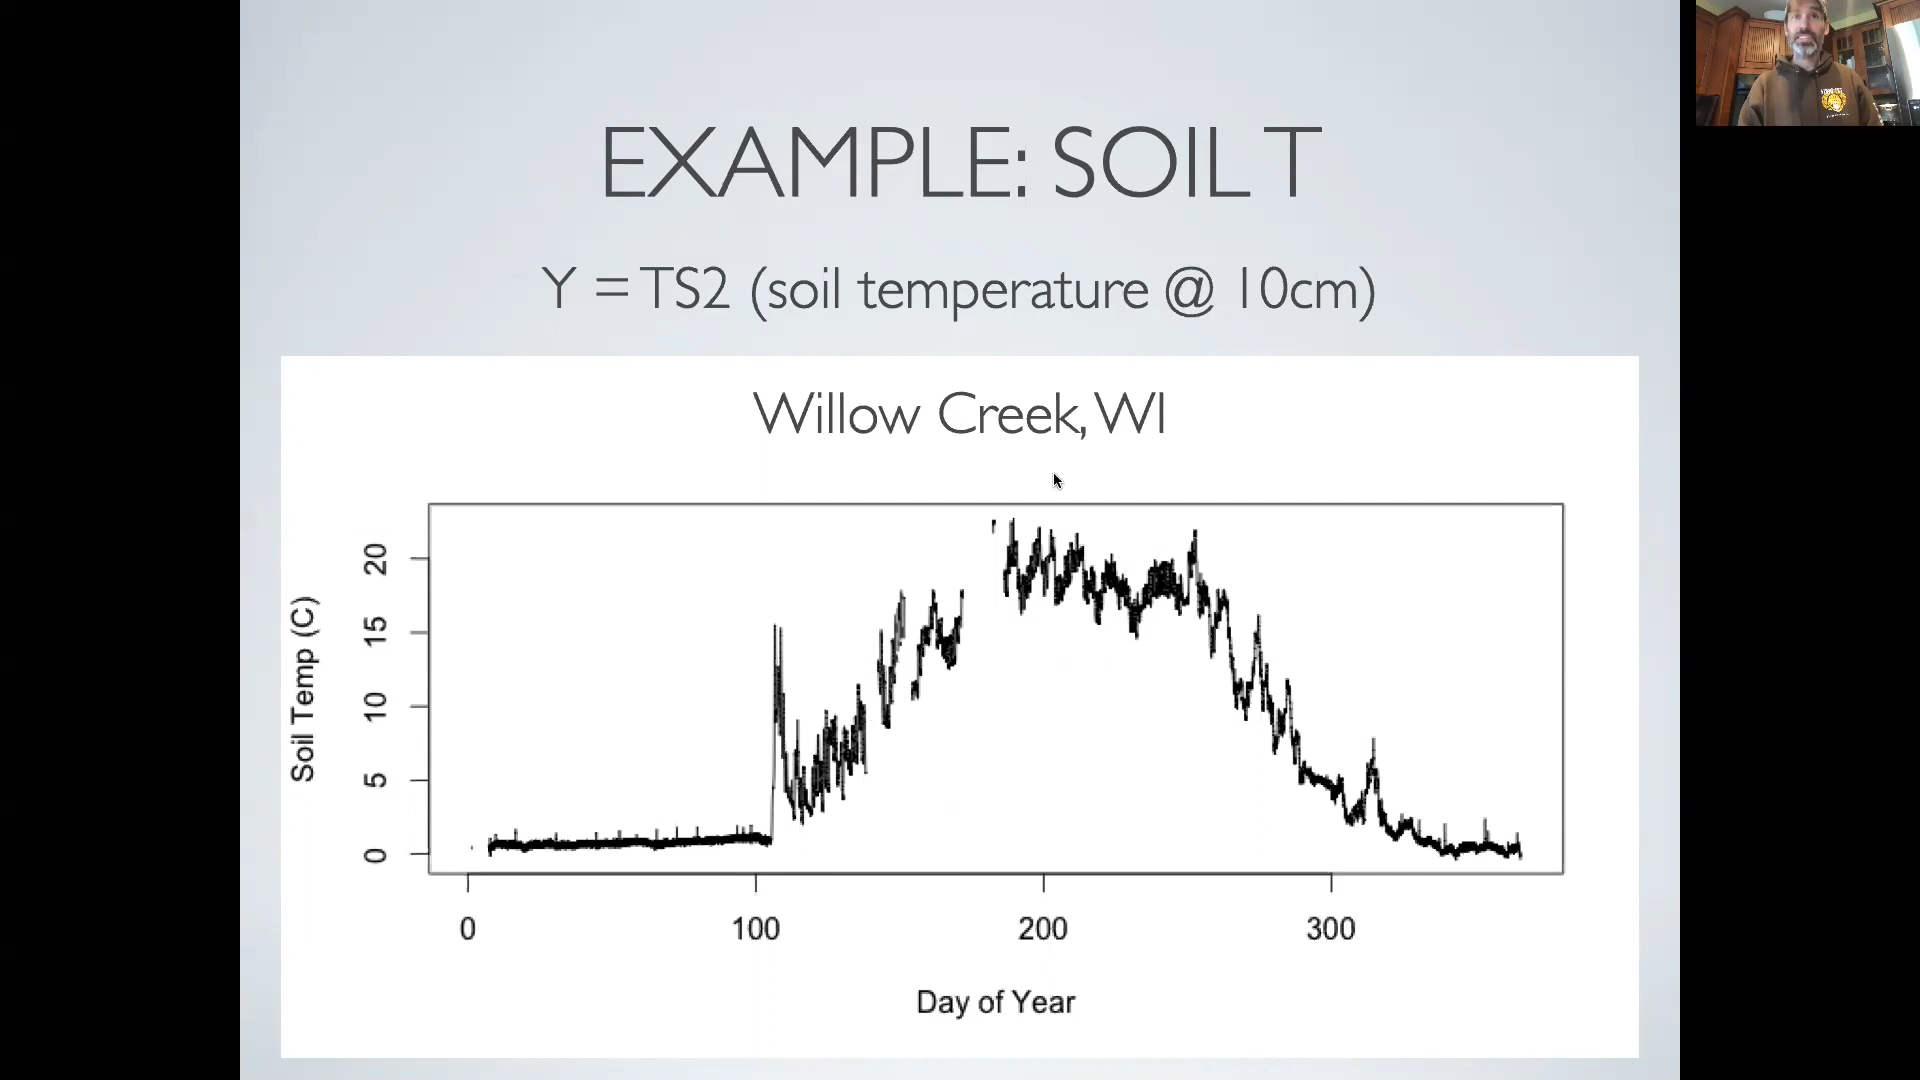 EXAMPLE: SOIL T
Y = TS2 (soil temperature @ 10cm)
Willow Creek, WI
Soil Temp (C)
20
15
10
5
0
0 100 200 300
Day of Year